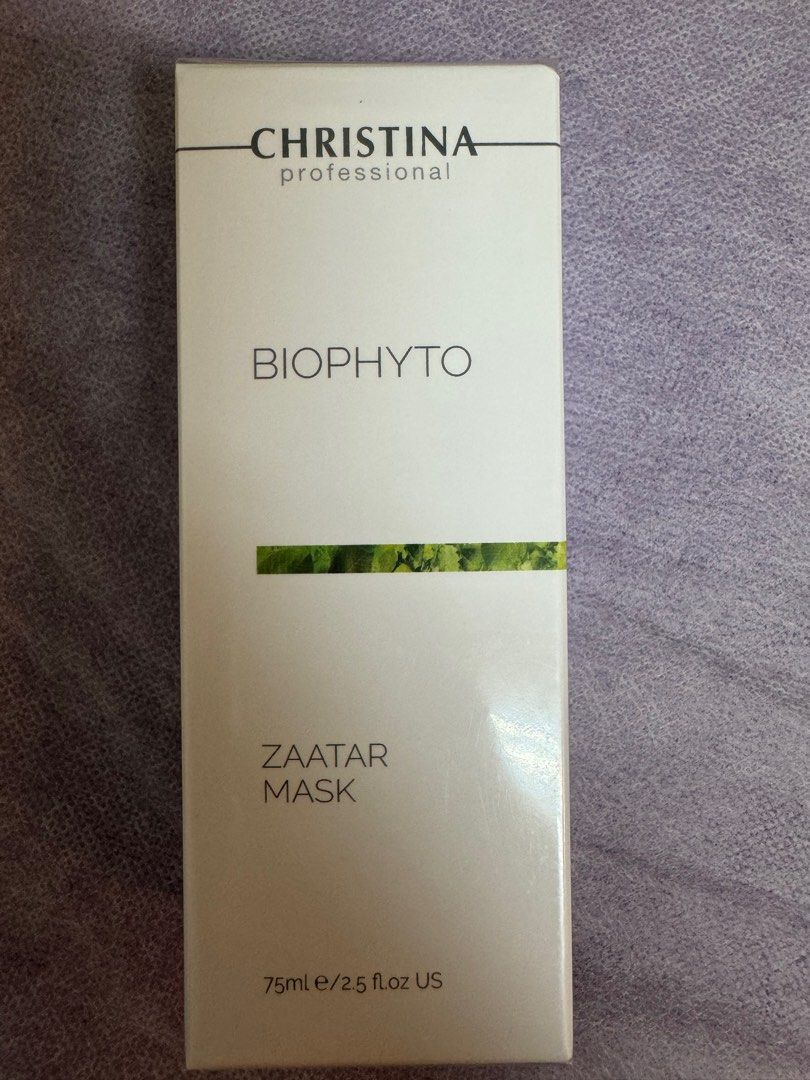 CHRISTINA
professional
BIOPHYTO
ZAATAR
MASK
75ml e/2.5 fl.oz US